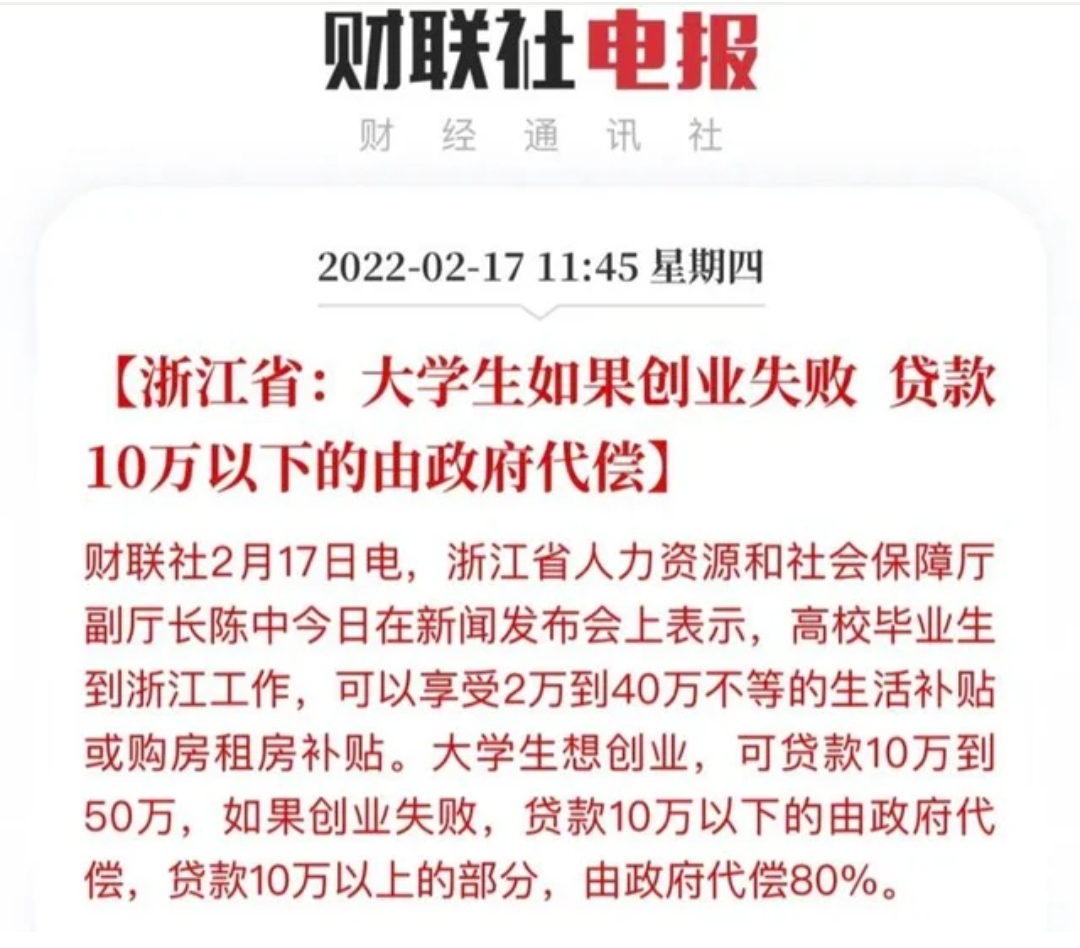 财联社电报
财经通讯社
2022-02-17 11:45 星期四
【浙江省：大学生如果创业失败 贷款
10万以下的由政府代偿】
财联社2月17日电，浙江省人力资源和社会保障厅
副厅长陈中今日在新闻发布会上表示，高校毕业生
到浙江工作，可以享受2万到40万不等的生活补贴
或购房租房补贴。大学生想创业，可贷款10万到
50万，如果创业失败，贷款10万以下的由政府代
偿，贷款10万以上的部分，由政府代偿80%。